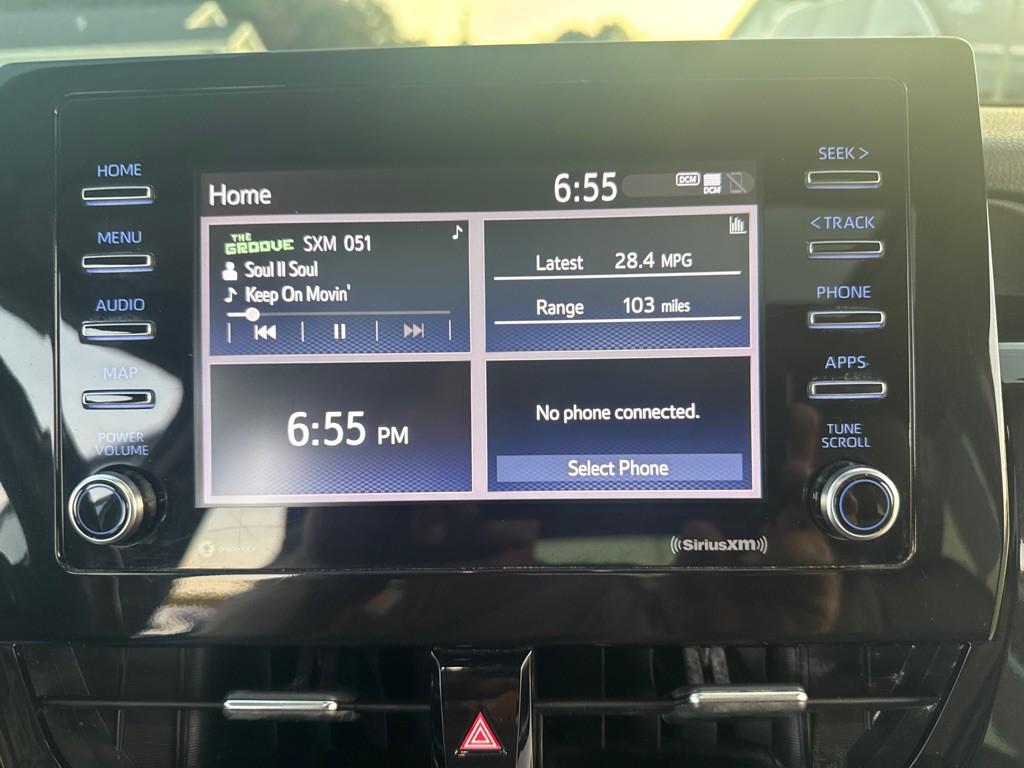 HOME
MENU
AUDIO
MAP
POWER
VOLUME
Home
6:55
DCM
DCM
THE
GROOVE SXM 051
Soul II Soul
Keep On Movin'
Latest 28.4 MPG
Range 103 miles
6:55 PM
No phone connected.
Select Phone
SEEK >
< TRACK
PHONE
APPS
TUNE
SCROLL
SiriusXM